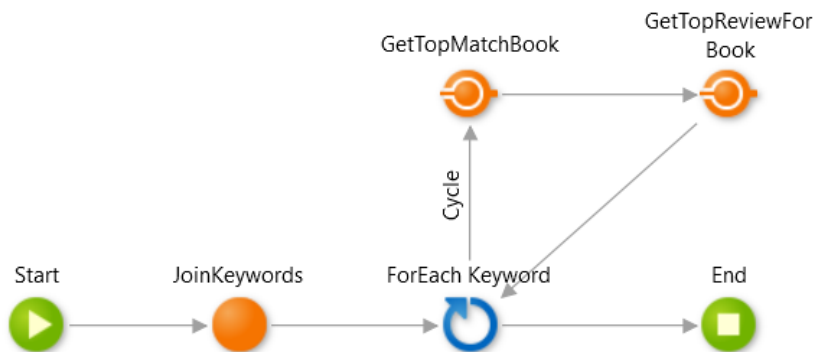 GetTopReviewFor
Book
GetTopMatchBook
Cycle
Start
JoinKeywords
ForEach Keyword
End